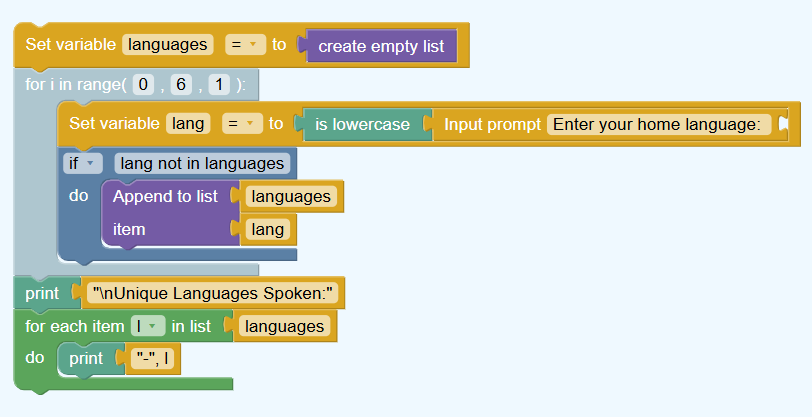 Set variable languages = to create empty list
for i in range( 0 , 6 , 1 ):
Set variable lang = to is lowercase Input prompt Enter your home language:
if lang not in languages
do Append to list languages
item lang
print "\nUnique Languages Spoken:"
for each item l in list languages
do print "-", l